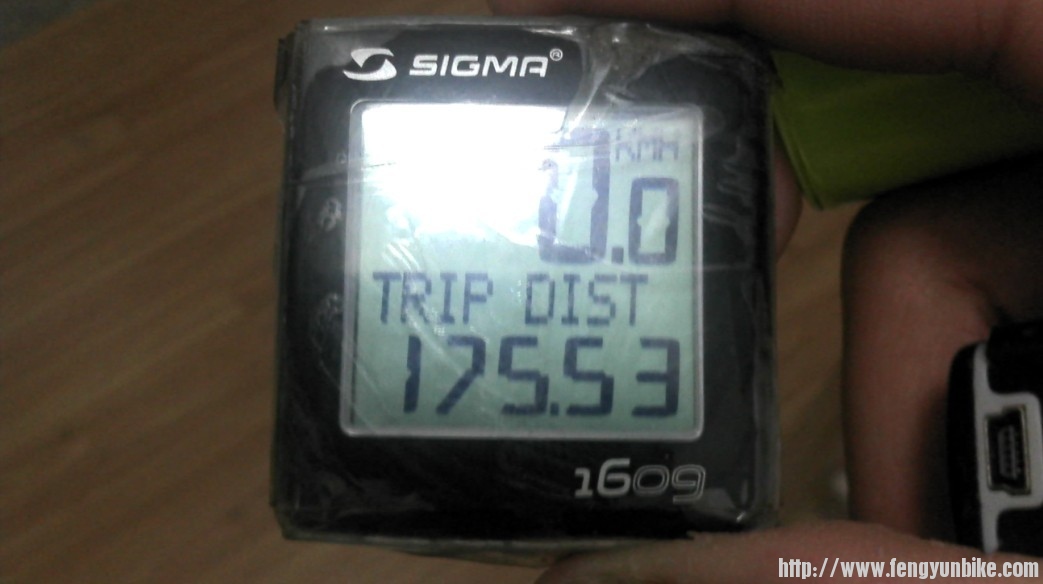 SIGMA®
KMH
0.0
TRIP DIST
175.53
1609
http://www.fengyunbike.com